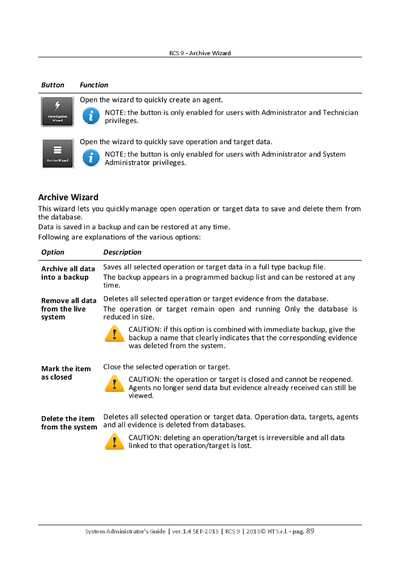 RCS 9 - Archive Wizard
Button Function
Open the wizard to quickly create an agent.
NOTE: the button is only enabled for users with Administrator and Technician
privileges.
Wizard
Open the wizard to quickly save operation and target data.
NOTE: the button is only enabled for users with Administrator and System
Administrator privileges.
Archive Wizard
Archive Wizard
This wizard lets you quickly manage open operation or target data to save and delete them from
the database.
Data is saved in a backup and can be restored at any time.
Following are explanations of the various options:
Option Description
Archive all data
into a backup
Saves all selected operation or target data in a full type backup file.
The backup appears in a programmed backup list and can be restored at any
time.
Remove all data
from the live
system
Deletes all selected operation or target evidence from the database.
The operation or target remain open and running Only the database is
reduced in size.
CAUTION: if this option is combined with immediate backup, give the
backup a name that clearly indicates that the corresponding evidence
was deleted from the system.
Mark the item
as closed
Close the selected operation or target.
CAUTION: the operation or target is closed and cannot be reopened.
Agents no longer send data but evidence already received can still be
viewed.
Delete the item
from the system
Deletes all selected operation or target data. Operation data, targets, agents
and all evidence is deleted from databases.
CAUTION: deleting an operation/target is irreversible and all data
linked to that operation/target is lost.
System Administrator's Guide | ver.1.4 SEP-2013 | RCS 9 | 2013© HT S.r.l. - pag. 89